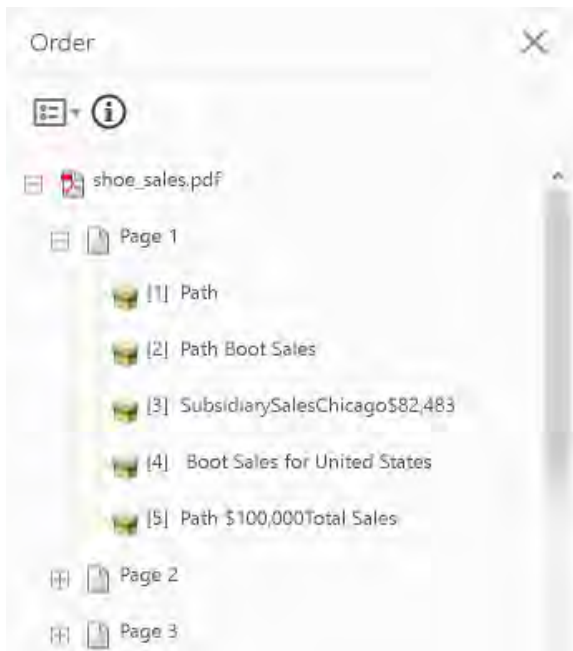 Order
shoe_sales.pdf
Page 1
[1] Path
[2] Path Boot Sales
[3] SubsidiarySalesChicago$82,483
[4] Boot Sales for United States
[5] Path $100,000Total Sales
Page 2
Page 3